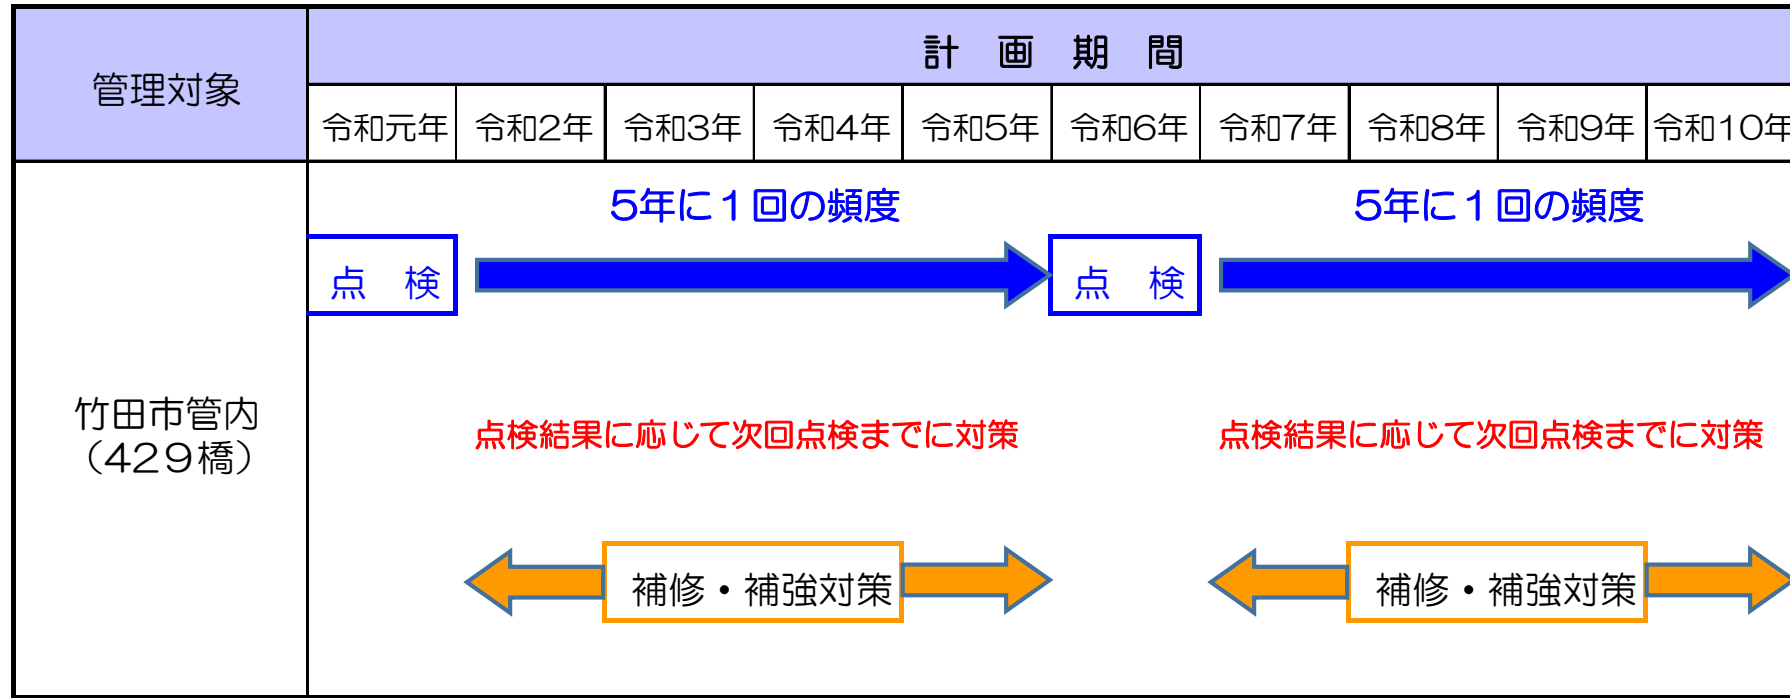 管理対象
計　画　期　間
令和元年 令和2年 令和3年 令和4年 令和5年 令和6年 令和7年 令和8年 令和9年 令和10年
5年に１回の頻度 5年に１回の頻度
点　検 点　検
竹田市管内
（429橋）
点検結果に応じて次回点検までに対策 点検結果に応じて次回点検までに対策
補修・補強対策 補修・補強対策